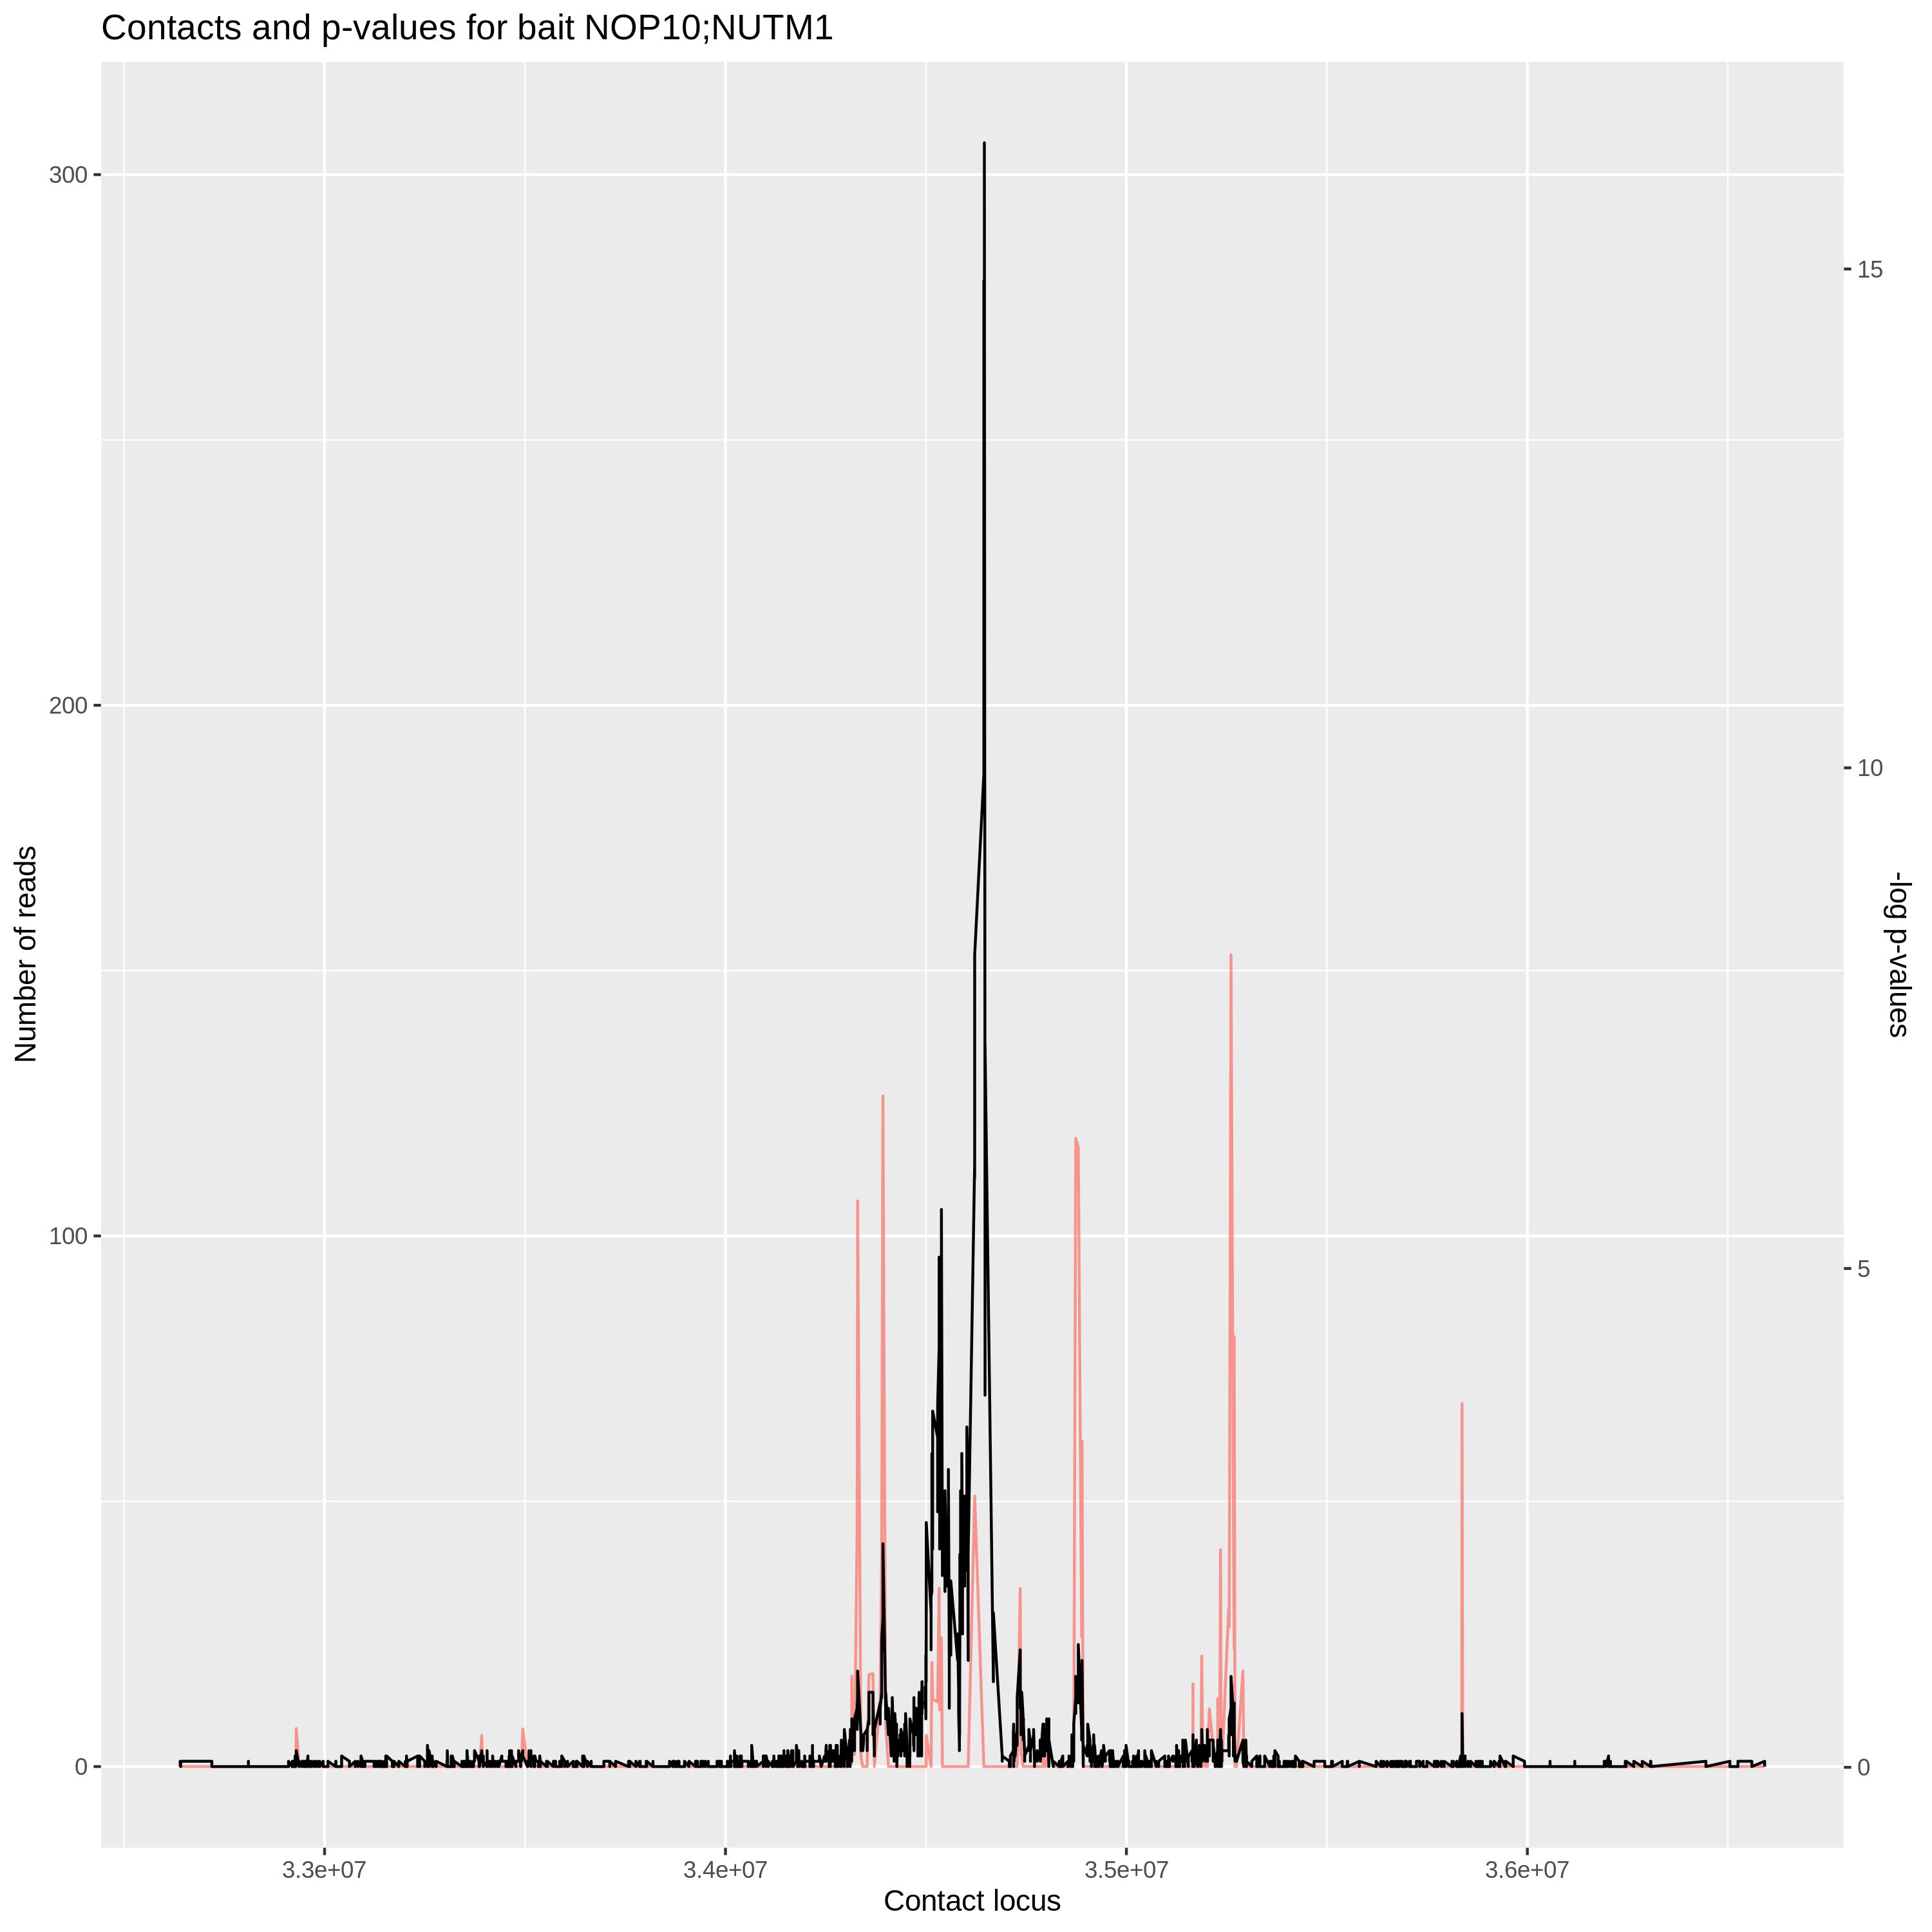 Contacts and p-values for bait NOP10;NUTM1
300
200
100
0
Number of reads
15
10
5
0
-log p-values
3.3e+07
3.4e+07
3.5e+07
3.6e+07
Contact locus